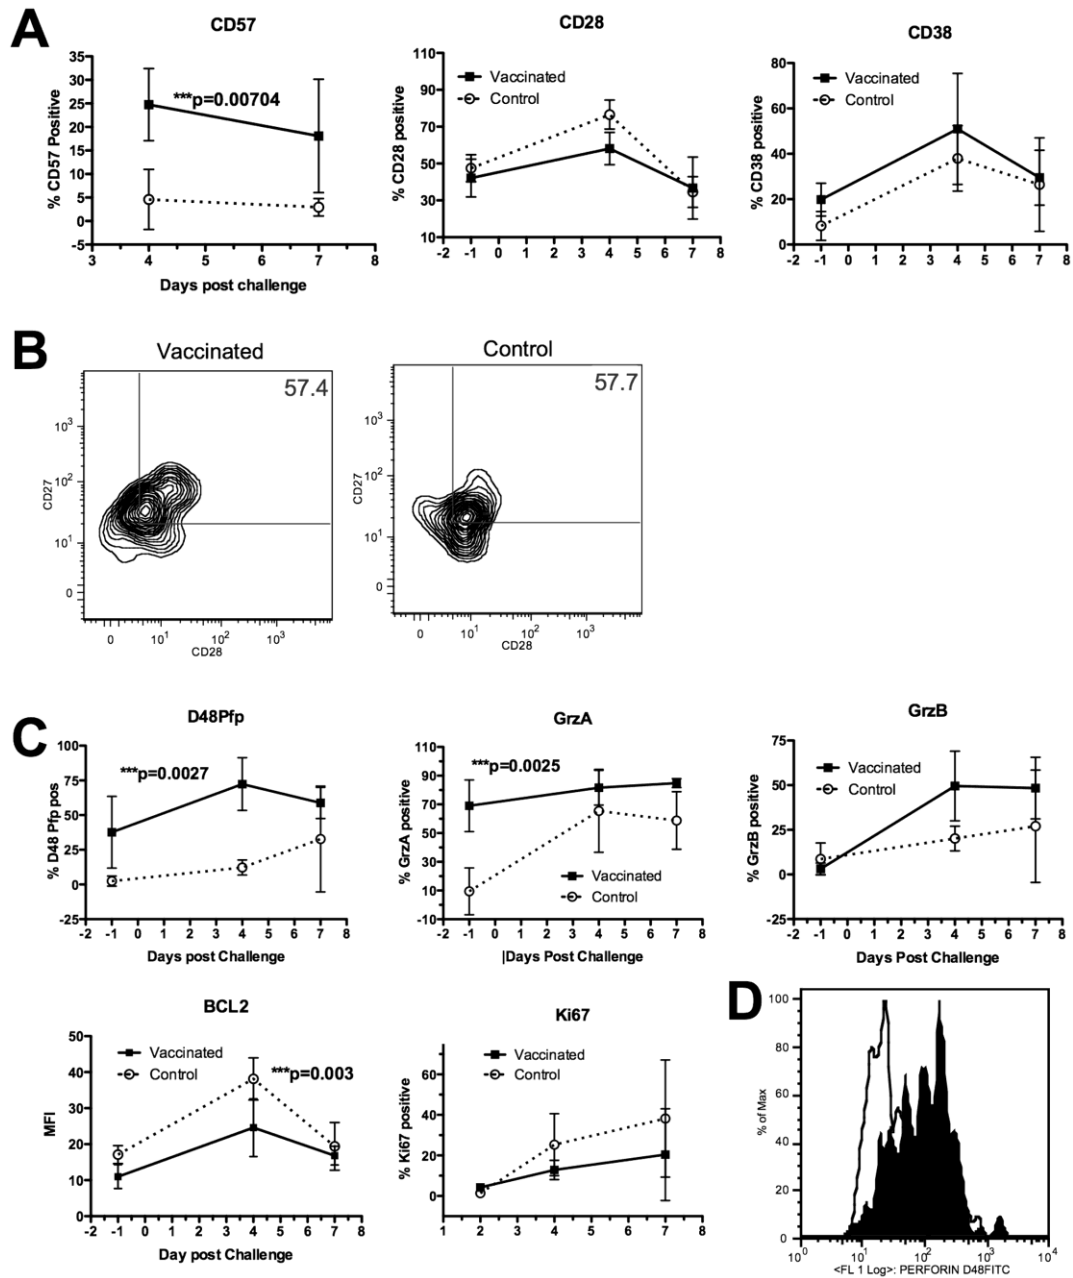 A
CD57
35
30
25
20
15
10
5
0
-5
% CD57 Positive
***p=0.00704
3 4 5 6 7 8
Days post challenge
CD28
110
90
70
50
30
10
% CD28 positive
Vaccinated
Control
-2 -1 0 1 2 3 4 5 6 7 8
CD38
80
60
40
20
0
% CD38 positive
Vaccinated
Control
-2 -1 0 1 2 3 4 5 6 7 8
B
Vaccinated
57.4
10³
10²
10¹
0
CD27
0 10¹ 10² 10³
CD28
Control
57.7
10³
10²
10¹
0
CD27
0 10¹ 10² 10³
CD28
C
D48Pfp
100
75
50
25
0
-25
% D48 Pfp pos
***p=0.0027
-2 -1 0 1 2 3 4 5 6 7 8
Days post Challenge
GrzA
110
90
70
50
30
10
-10
% GrzA positive
***p=0.0025
Vaccinated
Control
-2 -1 0 1 2 3 4 5 6 7 8
|Days Post Challenge
GrzB
75
50
25
0
-25
% GrzB positive
Vaccinated
Control
-2 -1 0 1 2 3 4 5 6 7 8
Days Post Challenge
BCL2
50
40
30
20
10
0
MFI
Vaccinated
Control
***p=0.003
-2 -1 0 1 2 3 4 5 6 7 8
Day post Challenge
Ki67
60
40
20
0
% Ki67 positive
Vaccinated
Control
1 2 3 4 5 6 7 8
D
100
80
60
40
20
0
% of Max
10⁰ 10¹ 10² 10³ 10⁴
<FL 1 Log>: PERFORIN D48FITC